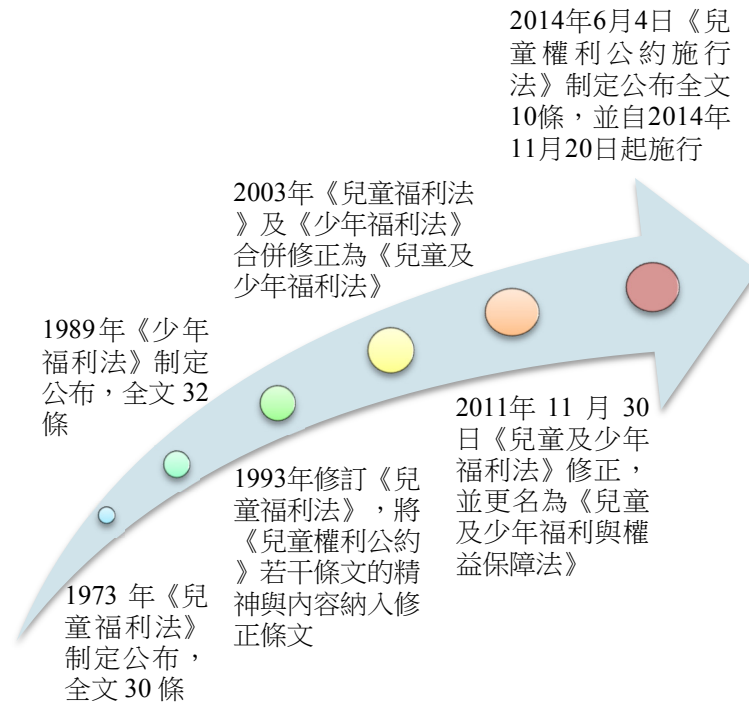 1973 年《兒
童福利法》
制定公布，
全文 30 條
1989年《少年
福利法》制定
公布，全文 32
條
1993年修訂《兒
童福利法》，將
《兒童權利公約
》若干條文的精
神與內容納入修
正條文
2003年《兒童福利法
》及《少年福利法》
合併修正為《兒童及
少年福利法》
2011年 11 月 30
日《兒童及少年
福利法》修正，
並更名為《兒童
及少年福利與權
益保障法》
2014年6月4日《兒
童權利公約施行
法》制定公布全文
10條，並自2014年
11月20日起施行